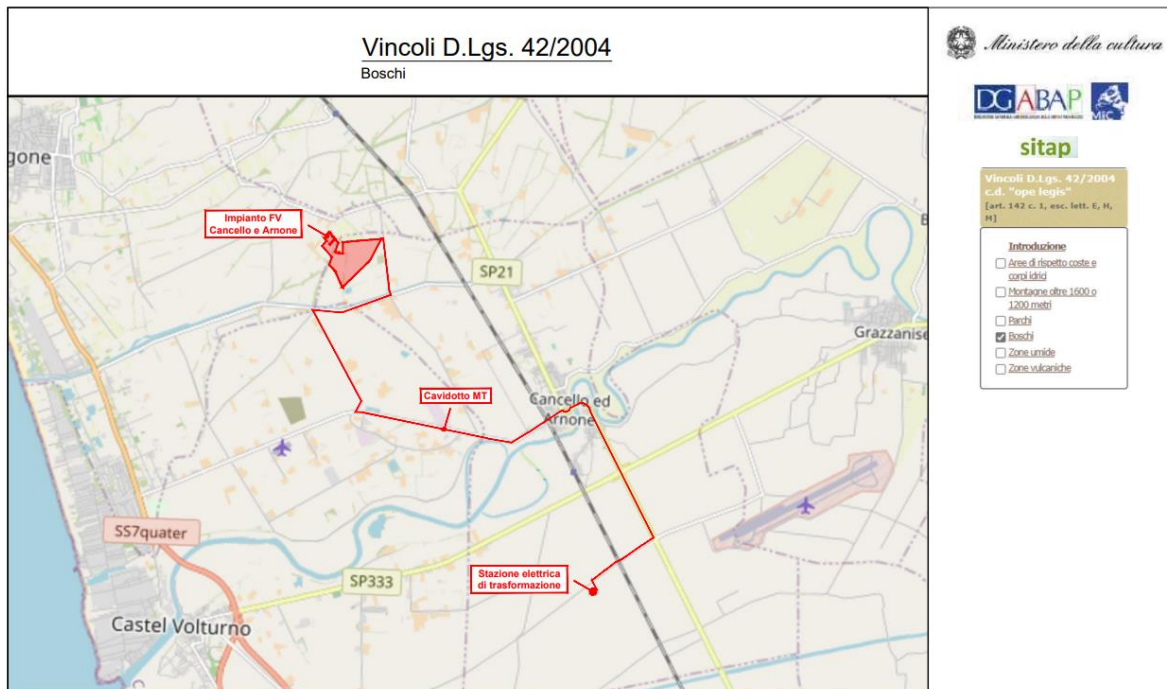 Vincoli D.Lgs. 42/2004
Boschi
gone
Impianto FV
Cancello e Arnone
SP21
Grazzanise
Cavidotto MT
Cancello ed
Arnone
SS7quater
SP333
Stazione elettrica
di trasformazione
Castel Volturno
Ministero della cultura
DGABAP
MiC
sitap
Vincoli D.Lgs. 42/2004
c.d. "ope legis"
[art. 142 c. 1, esc. lett. E, H,
M]
Introduzione
Aree di rispetto coste e
corpi idrici
Montagne oltre 1600 o
1200 metri
Parchi
Boschi
Zone umide
Zone vulcaniche